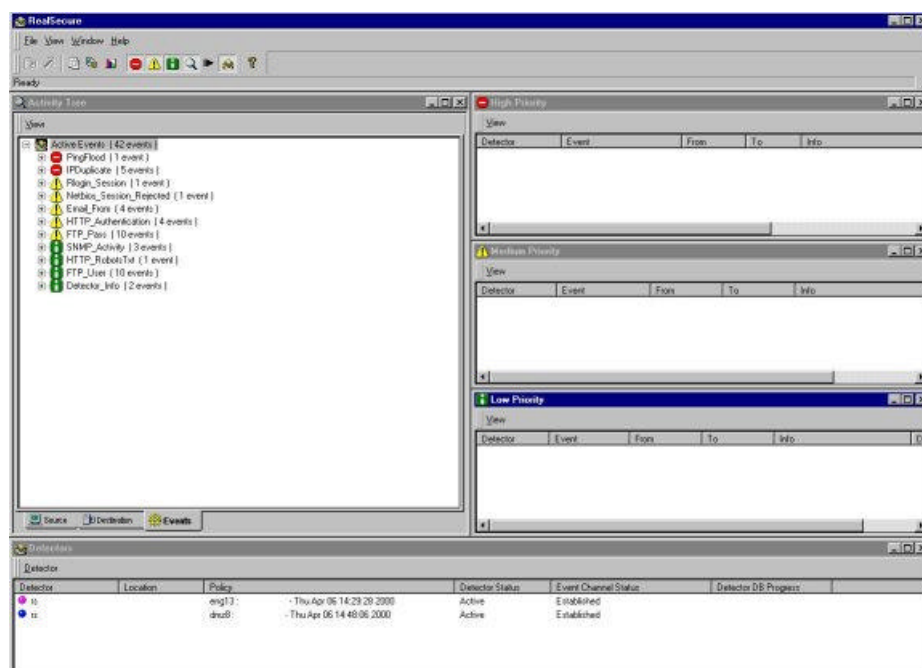 RealSecure
File View Window Help
Ready
Activity Tree
View
Active Events ( 42 events )
PingFlood ( 1 event )
IPDuplicate ( 5 events )
Rlogin_Session ( 1 event )
Netbios_Session_Rejected ( 1 event )
Email_From ( 4 events )
HTTP_Authentication ( 4 events )
FTP_Pass ( 10 events )
SNMP_Activity ( 3 events )
HTTP_RobotsTxt ( 1 event )
FTP_User ( 10 events )
Detector_Info ( 2 events )
Source Destination Events
High Priority
View
Detector Event From To Info
Medium Priority
View
Detector Event From To Info
Low Priority
View
Detector Event From To Info D
Detectors
Detector
Detector Location Policy Detector Status Event Channel Status Detector DB Progress
rs eng13 : - Thu Apr 06 14:29:28 2000 Active Established
rs dmz8 : - Thu Apr 06 14:48:06 2000 Active Established